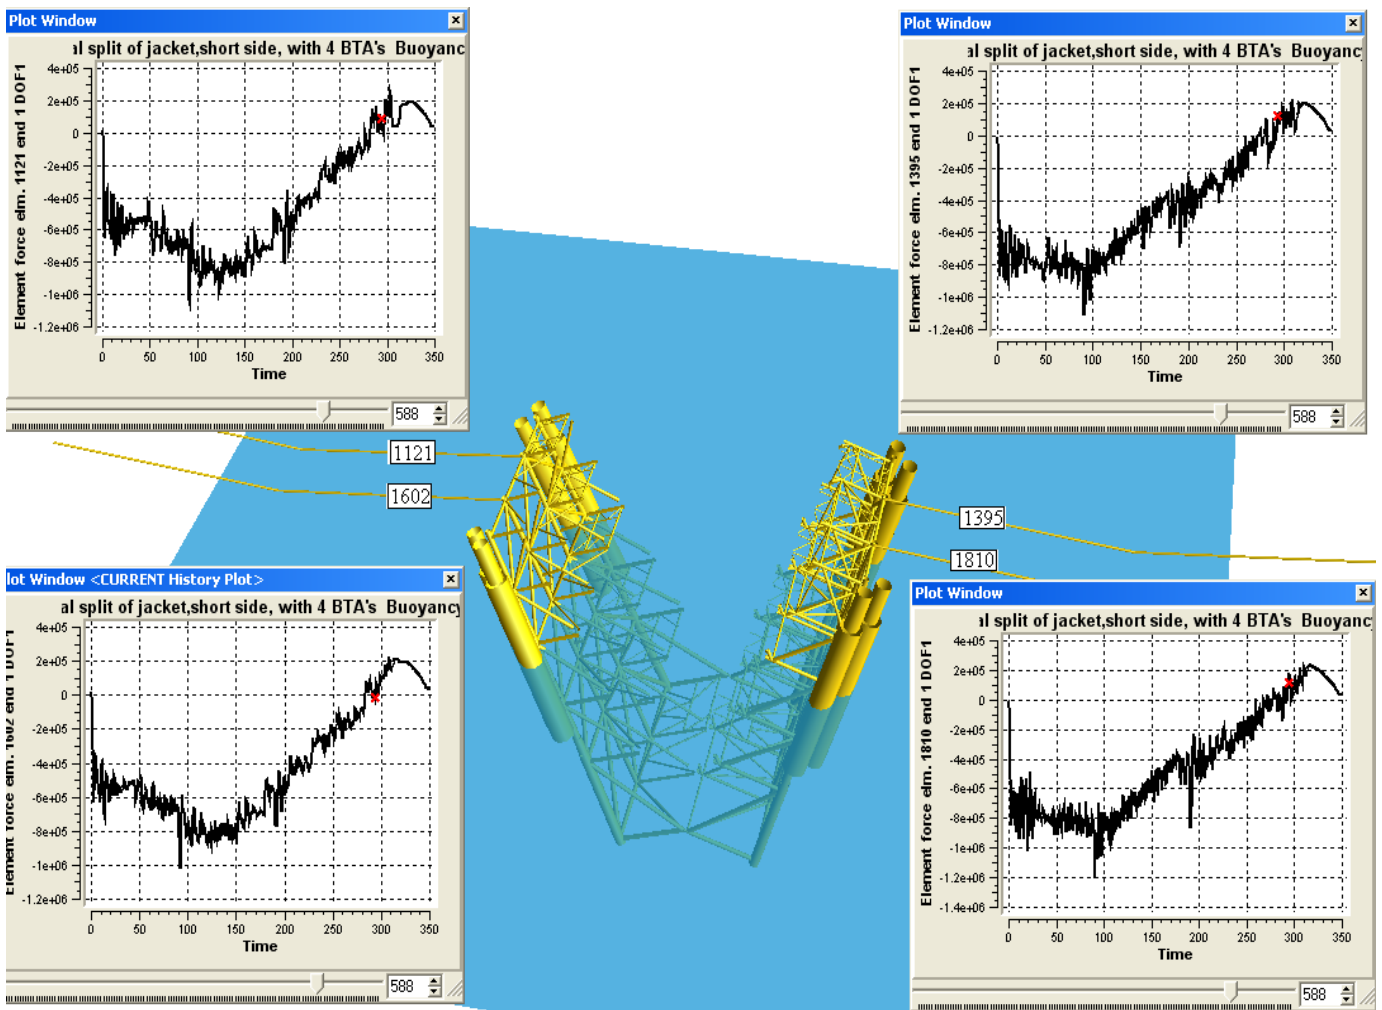 Plot Window
al split of jacket,short side, with 4 BTA's Buoyanc
Element force elm. 1121 end 1 DOF1
4e+05
2e+05
0
-2e+05
-4e+05
-6e+05
-8e+05
-1e+06
-1.2e+06
0 50 100 150 200 250 300 350
Time
588
Plot Window
al split of jacket,short side, with 4 BTA's Buoyanc
Element force elm. 1395 end 1 DOF1
4e+05
2e+05
0
-2e+05
-4e+05
-6e+05
-8e+05
-1e+06
-1.2e+06
0 50 100 150 200 250 300 350
Time
588
1121
1602
1395
1810
lot Window <CURRENT History Plot>
al split of jacket,short side, with 4 BTA's Buoyancy
Element force elm. 1602 end 1 DOF1
4e+05
2e+05
0
-2e+05
-4e+05
-6e+05
-8e+05
-1e+06
-1.2e+06
0 50 100 150 200 250 300 350
Time
588
Plot Window
al split of jacket,short side, with 4 BTA's Buoyanc
Element force elm. 1810 end 1 DOF1
4e+05
2e+05
0
-2e+05
-4e+05
-6e+05
-8e+05
-1e+06
-1.2e+06
-1.4e+06
0 50 100 150 200 250 300 350
Time
588